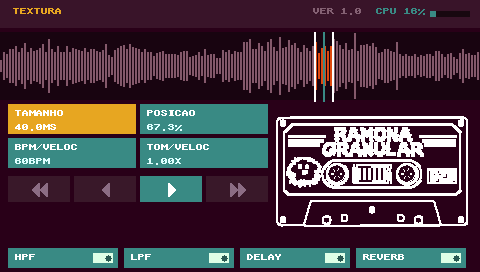 TEXTURA
VER 1.0 CPU 16%
TAMANHO
40.0MS
POSICAO
67.3%
BPM/VELOC
60BPM
TOM/VELOC
1.00X
RAMONA
GRANULAR
HPF
LPF
DELAY
REVERB